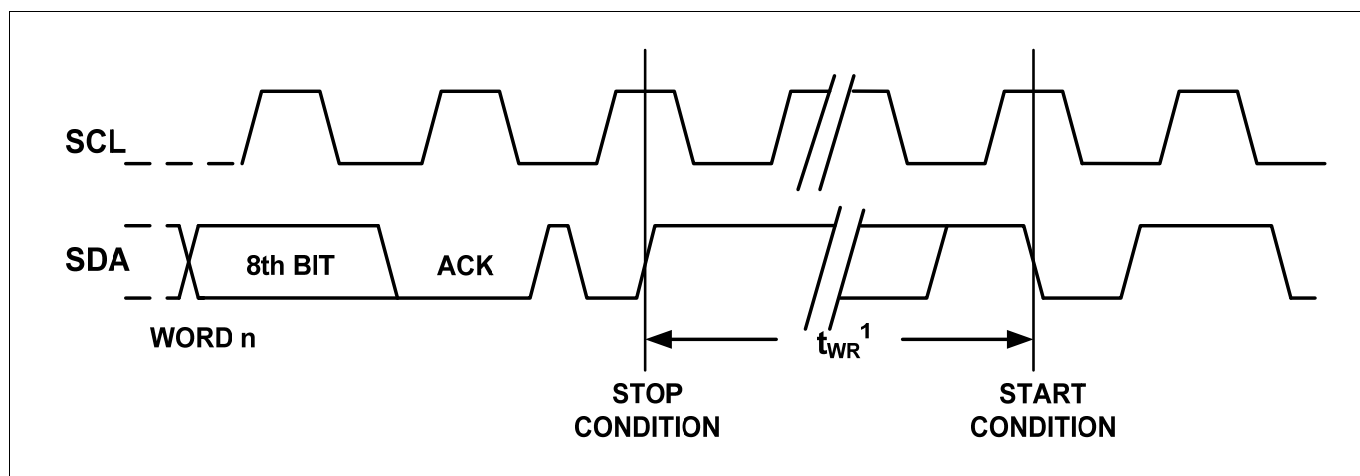 SCL
SDA
8th BIT
ACK
WORD n
tWR1
STOP
CONDITION
START
CONDITION